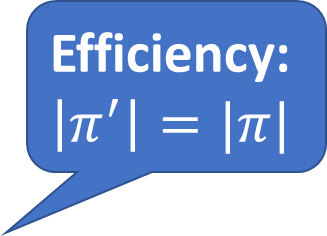 Efficiency:
|π′| = |π|